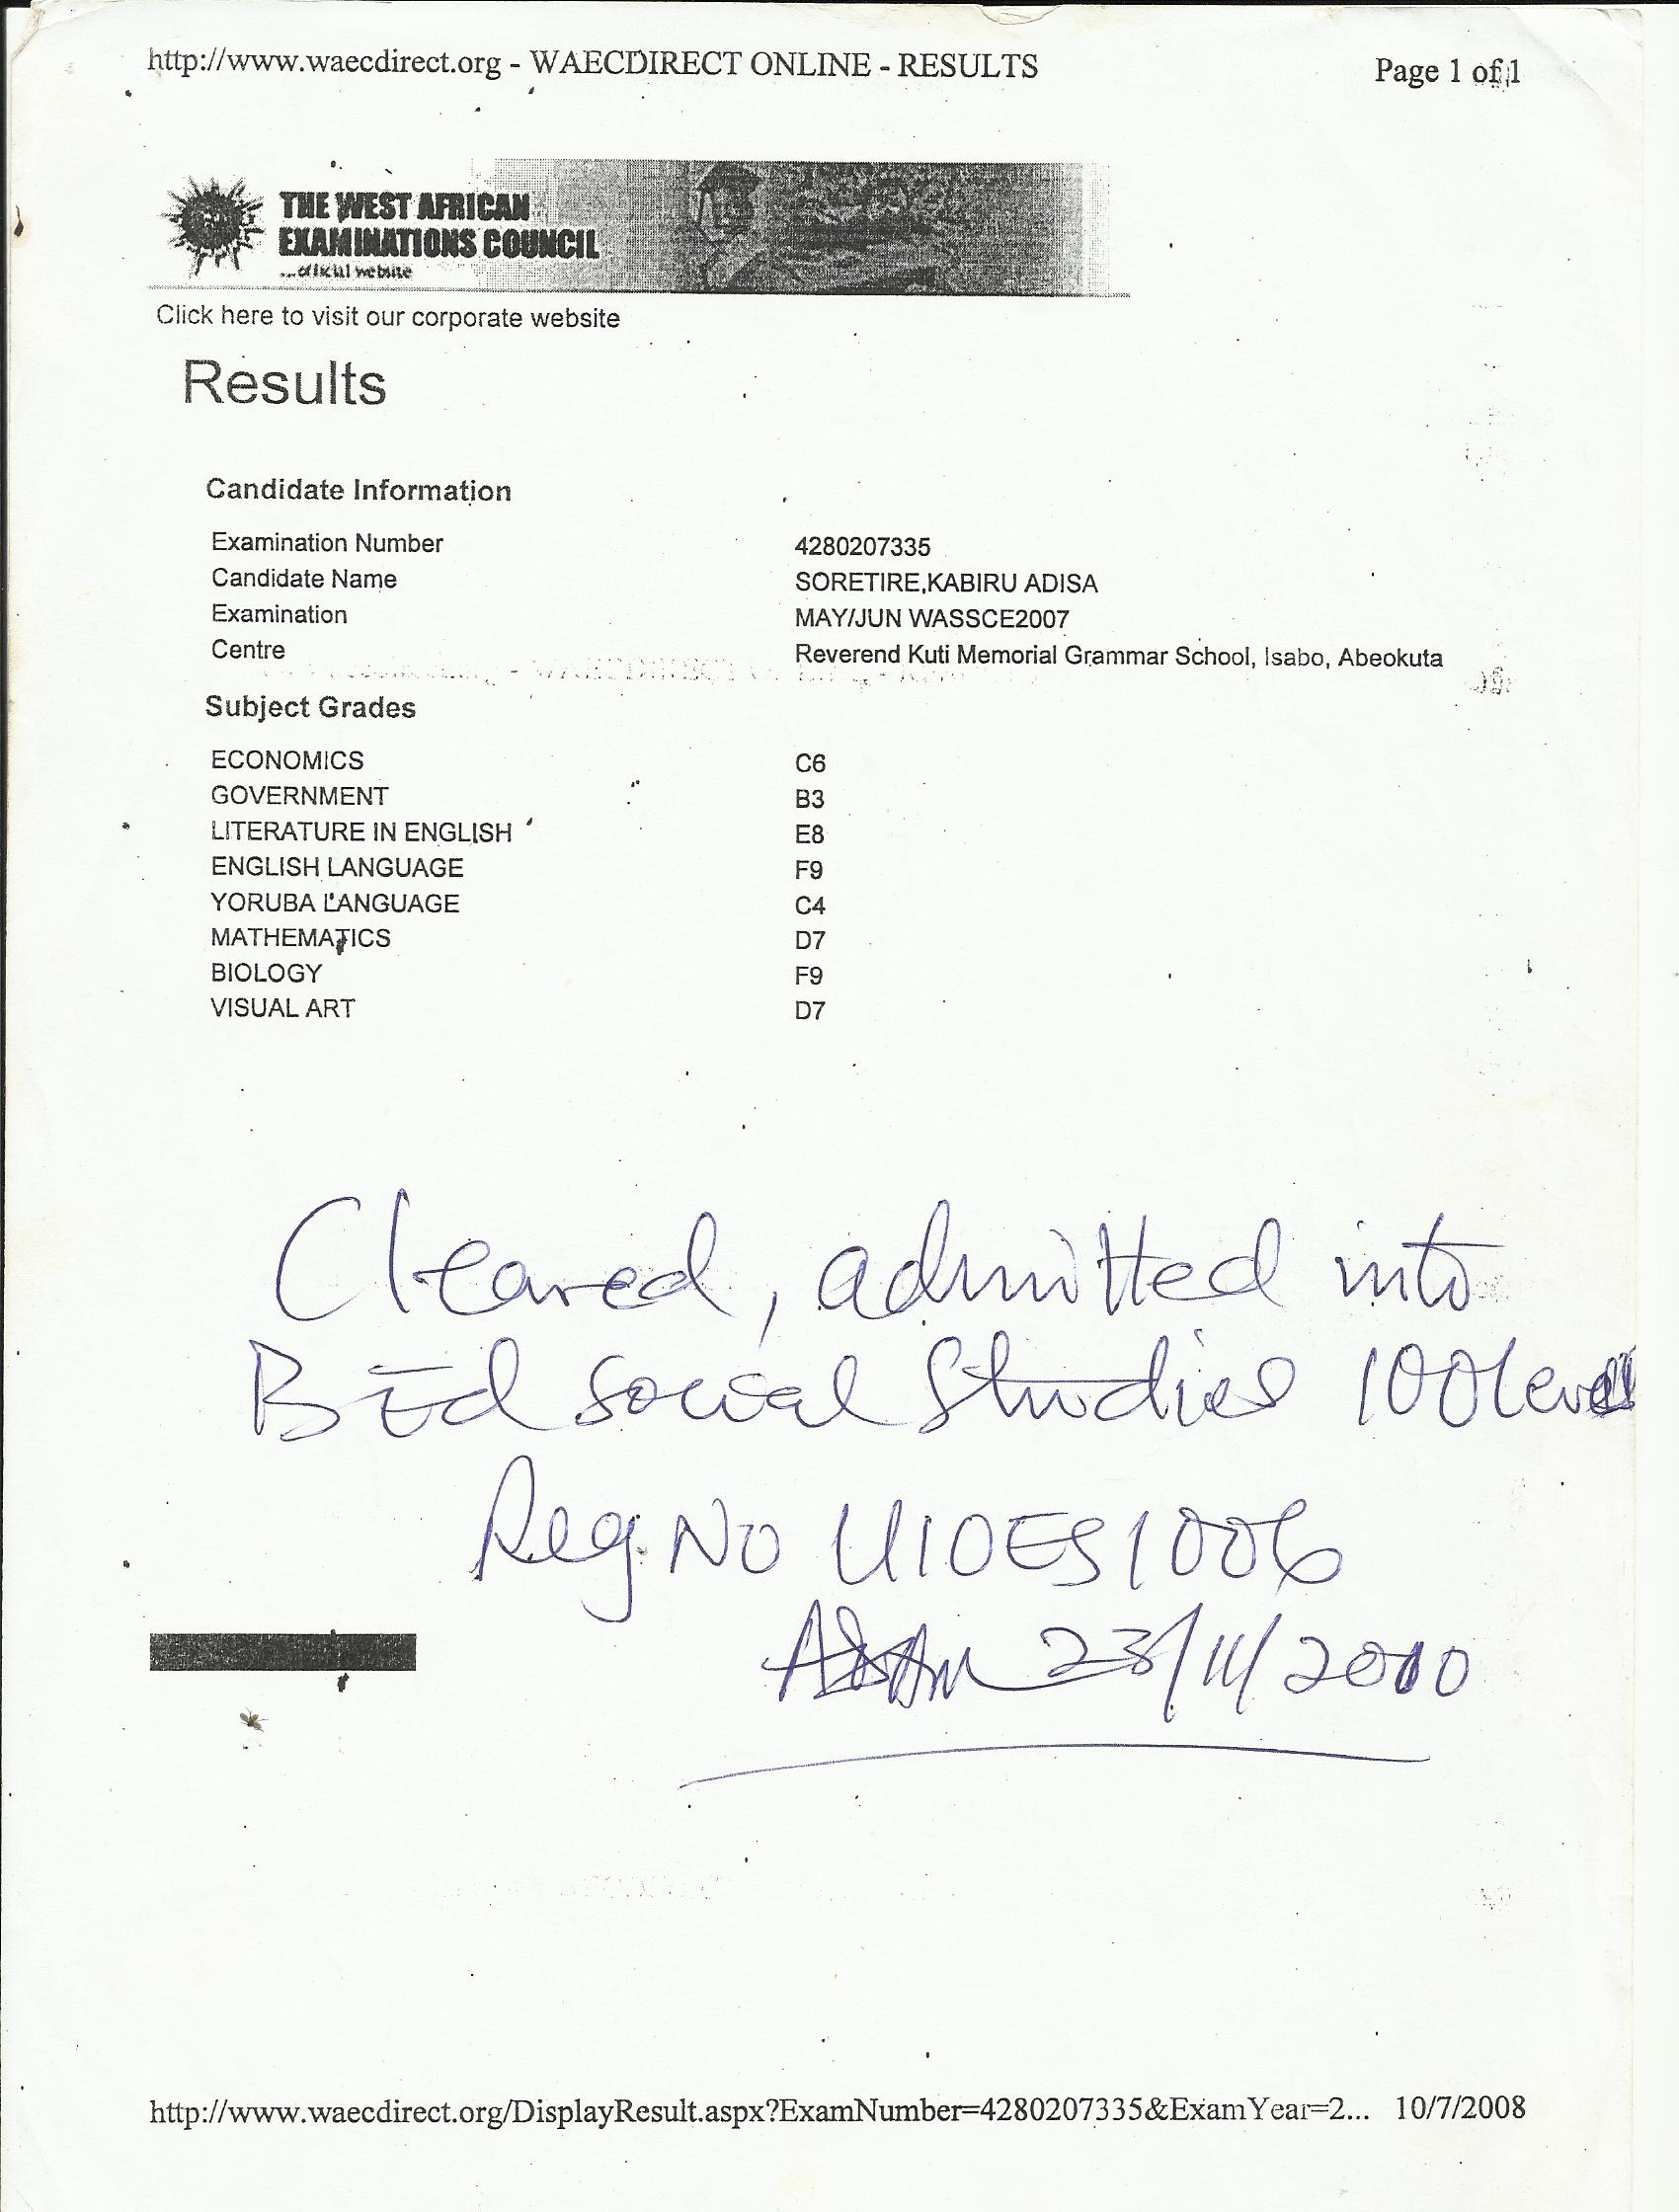 http://www.waecdirect.org - WAECDIRECT ONLINE - RESULTS Page 1 of 1
THE WEST AFRICAN
EXAMINATIONS COUNCIL
...official website
Click here to visit our corporate website
Results
Candidate Information
Examination Number 4280207335
Candidate Name SORETIRE,KABIRU ADISA
Examination MAY/JUN WASSCE2007
Centre Reverend Kuti Memorial Grammar School, Isabo, Abeokuta
Subject Grades
ECONOMICS C6
GOVERNMENT B3
LITERATURE IN ENGLISH E8
ENGLISH LANGUAGE F9
YORUBA LANGUAGE C4
MATHEMATICS D7
BIOLOGY F9
VISUAL ART D7
Cleared, admitted into
B Ed Social Studies 100level
Reg. No U10ES1006
23/11/2010
http://www.waecdirect.org/DisplayResult.aspx?ExamNumber=4280207335&ExamYear=2... 10/7/2008